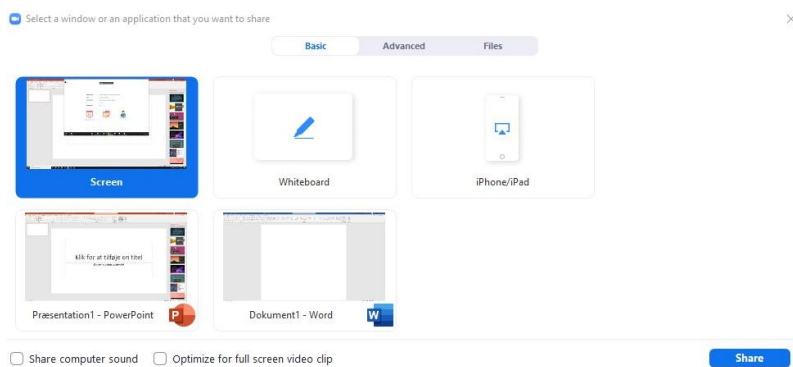 Select a window or an application that you want to share
Basic Advanced Files
Screen Whiteboard iPhone/iPad
Klik for at tilføje en titel
Præsentation1 - PowerPoint P Dokument1 - Word W
Share computer sound Optimize for full screen video clip Share